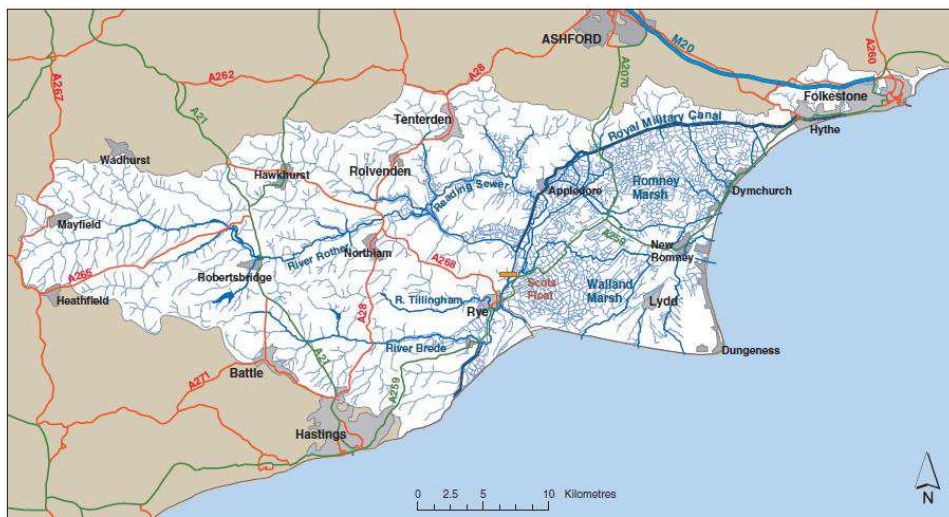 ASHFORD
M20
A260
A28
A262
A267
A21
A2070
Folkestone
Tenterden
Royal Military Canal
Hythe
Wadhurst
Rolvenden
Hawkhurst
Reading Sewer
Appledore
Romney
Marsh
Dymchurch
Mayfield
River Rother
Northiam
A259
New
Romney
A265
Robertsbridge
A268
Scots
Float
Walland
Marsh
Lydd
Heathfield
R. Tillingham
Rye
A28
River Brede
Dungeness
A21
Battle
A271
A259
Hastings
0 2.5 5 10 Kilometres
N